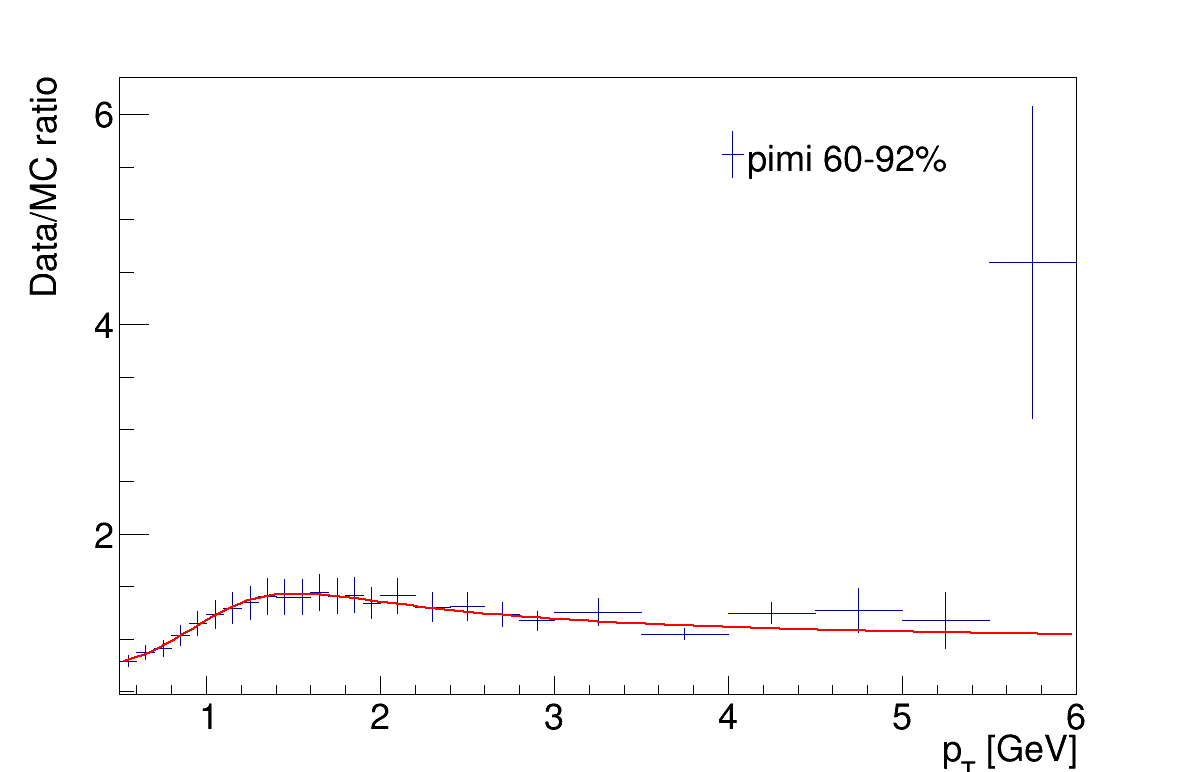 Data/MC ratio
6
4
2
pimi 60-92%
1 2 3 4 5 6
p_T [GeV]